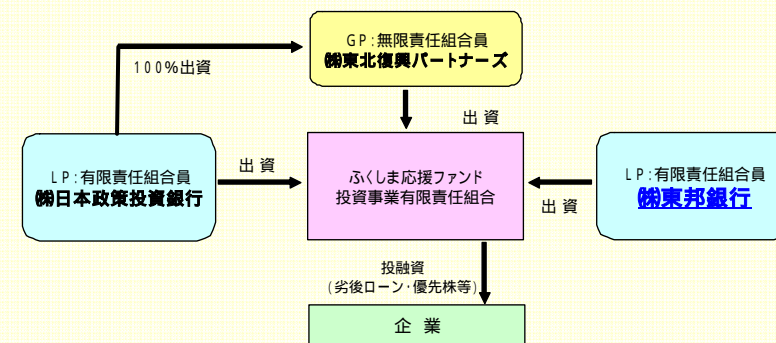 GP:無限責任組合員
㈱東北復興パートナーズ
100%出資
出 資
LP:有限責任組合員
㈱日本政策投資銀行
出 資
ふくしま応援ファンド
投資事業有限責任組合
出 資
LP:有限責任組合員
㈱東邦銀行
投融資
(劣後ローン・優先株等)
企 業